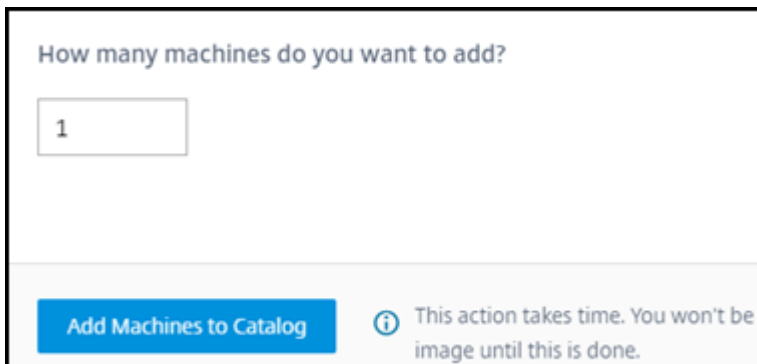 How many machines do you want to add?
1
Add Machines to Catalog
This action takes time. You won't be
image until this is done.